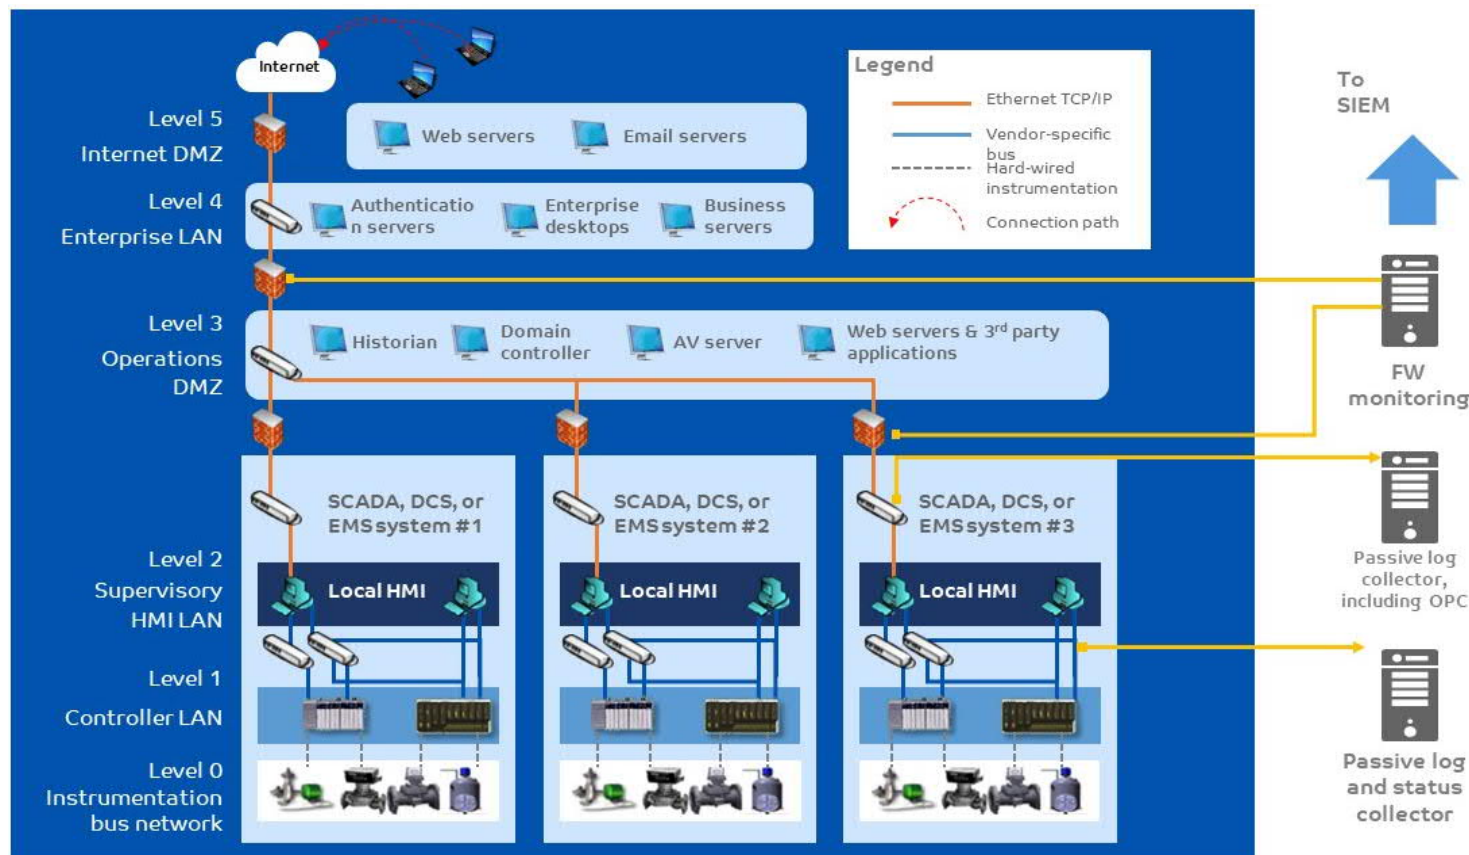 Internet
Level 5
Internet DMZ
Web servers
Email servers
Level 4
Enterprise LAN
Authenticatio
n servers
Enterprise
desktops
Business
servers
Legend
Ethernet TCP/IP
Vendor-specific
bus
Hard-wired
instrumentation
Connection path
To
SIEM
Level 3
Operations
DMZ
Historian
Domain
controller
AV server
Web servers & 3rd party
applications
FW
monitoring
SCADA, DCS, or
EMS system #1
SCADA, DCS, or
EMS system #2
SCADA, DCS, or
EMS system #3
Level 2
Supervisory
HMI LAN
Local HMI
Local HMI
Local HMI
Passive log
collector,
including OPC
Level 1
Controller LAN
Level 0
Instrumentation
bus network
Passive log
and status
collector